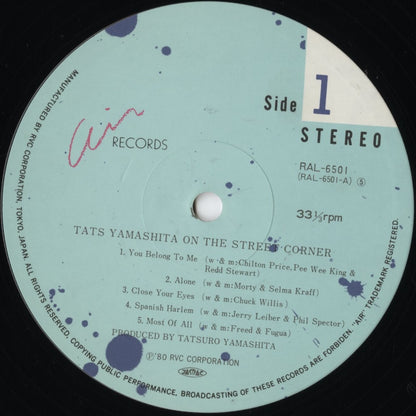 Side 1
STEREO
Air RECORDS
RAL-6501
(RAL-6501-A) ⑤
33⅓rpm
TATS YAMASHITA ON THE STREET CORNER
1. You Belong To Me (w・m:Chilton Price, Pee Wee King &
Redd Stewart)
2. Alone (w・m:Morty & Selma Kraff)
3. Close Your Eyes (w・m:Chuck Willis)
4. Spanish Harlem (w・m:Jerry Leiber & Phil Spector)
5. Most Of All (w & m:Freed & Fugua)
PRODUCED BY TATSURO YAMASHITA
Ⓟ'80 RVC CORPORATION
MANUFACTURED BY RVC CORPORATION, TOKYO, JAPAN. ALL RIGHTS RESERVED. COPYING PUBLIC PERFORMANCE, BROADCASTING OF THESE RECORDS ARE FORBIDDEN. "AIR" TRADEMARK REGISTERED.